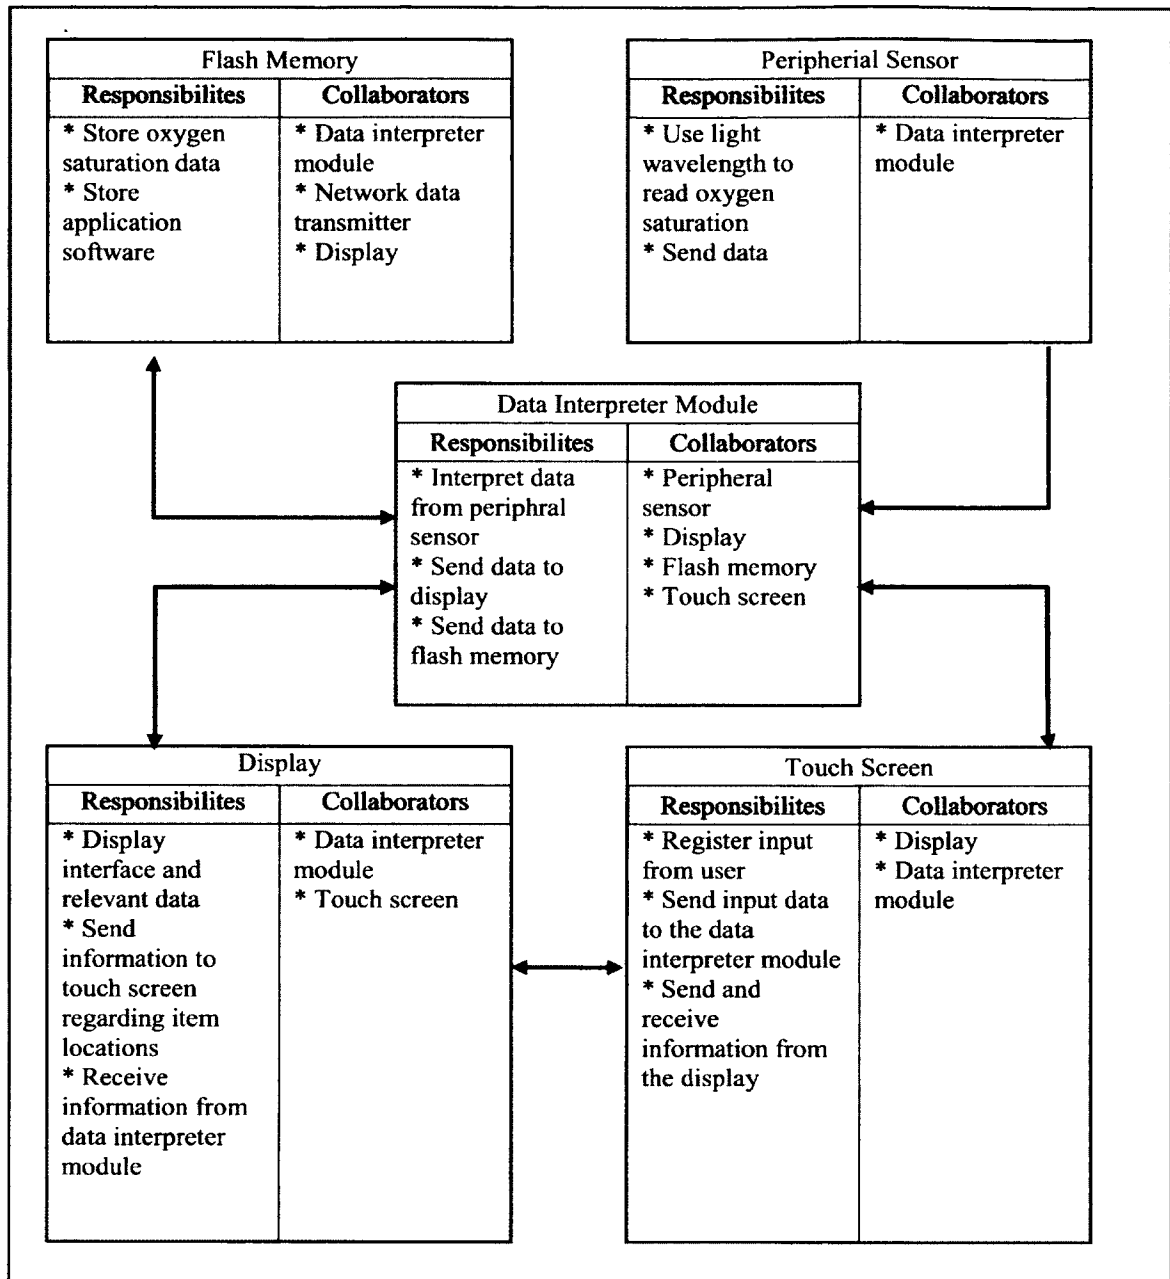 Flash Memory
Responsibilites
* Store oxygen
saturation data
* Store
application
software
Collaborators
* Data interpreter
module
* Network data
transmitter
* Display
Peripherial Sensor
Responsibilites
* Use light
wavelength to
read oxygen
saturation
* Send data
Collaborators
* Data interpreter
module
Data Interpreter Module
Responsibilites
* Interpret data
from periphral
sensor
* Send data to
display
* Send data to
flash memory
Collaborators
* Peripheral
sensor
* Display
* Flash memory
* Touch screen
Display
Responsibilites
* Display
interface and
relevant data
* Send
information to
touch screen
regarding item
locations
* Receive
information from
data interpreter
module
Collaborators
* Data interpreter
module
* Touch screen
Touch Screen
Responsibilites
* Register input
from user
* Send input data
to the data
interpreter module
* Send and
receive
information from
the display
Collaborators
* Display
* Data interpreter
module